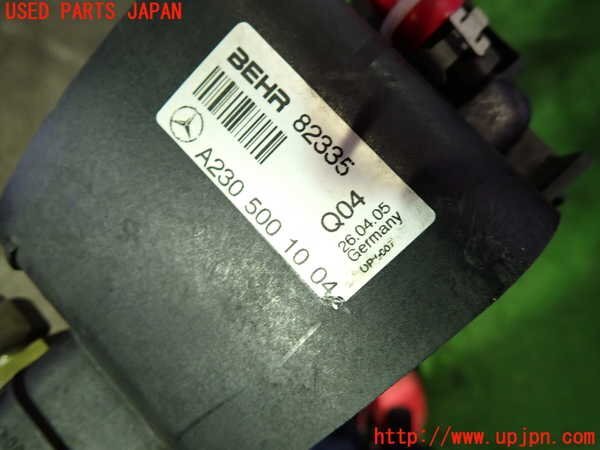 USED PARTS JAPAN
BEHR 82335
A230 500 10 04
Q04
26.04.05
Germany
http://www.upjpn.com/